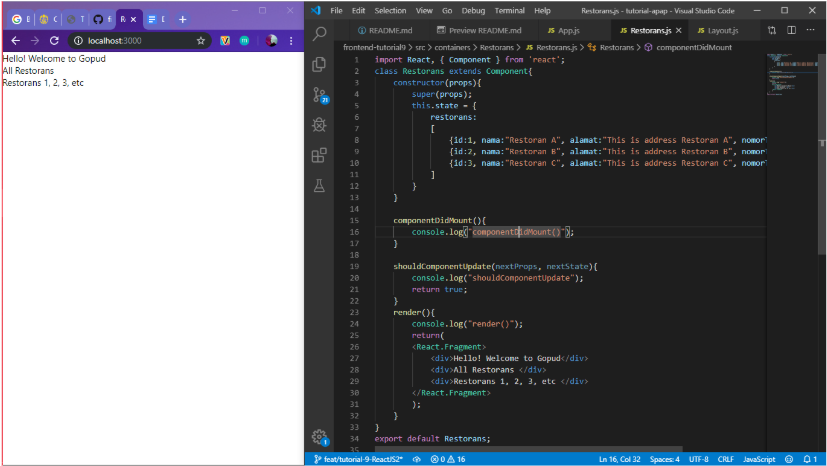 localhost:3000
Hello! Welcome to Gopud
All Restorans
Restorans 1, 2, 3, etc
File Edit Selection View Go Debug Terminal Help Restorans.js - tutorial-apap - Visual Studio Code
README.md Preview README.md App.js Restorans.js Layout.js
frontend-tutorial9 > src > containers > Restorans > Restorans.js > Restorans > componentDidMount
1 import React, { Component } from 'react';
2 class Restorans extends Component{
3 constructor(props){
4 super(props);
5 this.state = {
6 restorans:
7 [
8 {id:1, nama:"Restoran A", alamat:"This is address Restoran A", nomorT
9 {id:2, nama:"Restoran B", alamat:"This is address Restoran B", nomorT
10 {id:3, nama:"Restoran C", alamat:"This is address Restoran C", nomorT
11 ]
12 }
13 }
14
15 componentDidMount(){
16 console.log("componentDidMount()");
17 }
18
19 shouldComponentUpdate(nextProps, nextState){
20 console.log("shouldComponentUpdate");
21 return true;
22 }
23 render(){
24 console.log("render()");
25 return(
26 <React.Fragment>
27 <div>Hello! Welcome to Gopud</div>
28 <div>All Restorans </div>
29 <div>Restorans 1, 2, 3, etc </div>
30 </React.Fragment>
31 );
32 }
33 }
34 export default Restorans;
21
1
feat/tutorial-9-ReactJS2* 0 16 Ln 16, Col 32 Spaces: 4 UTF-8 CRLF JavaScript 1